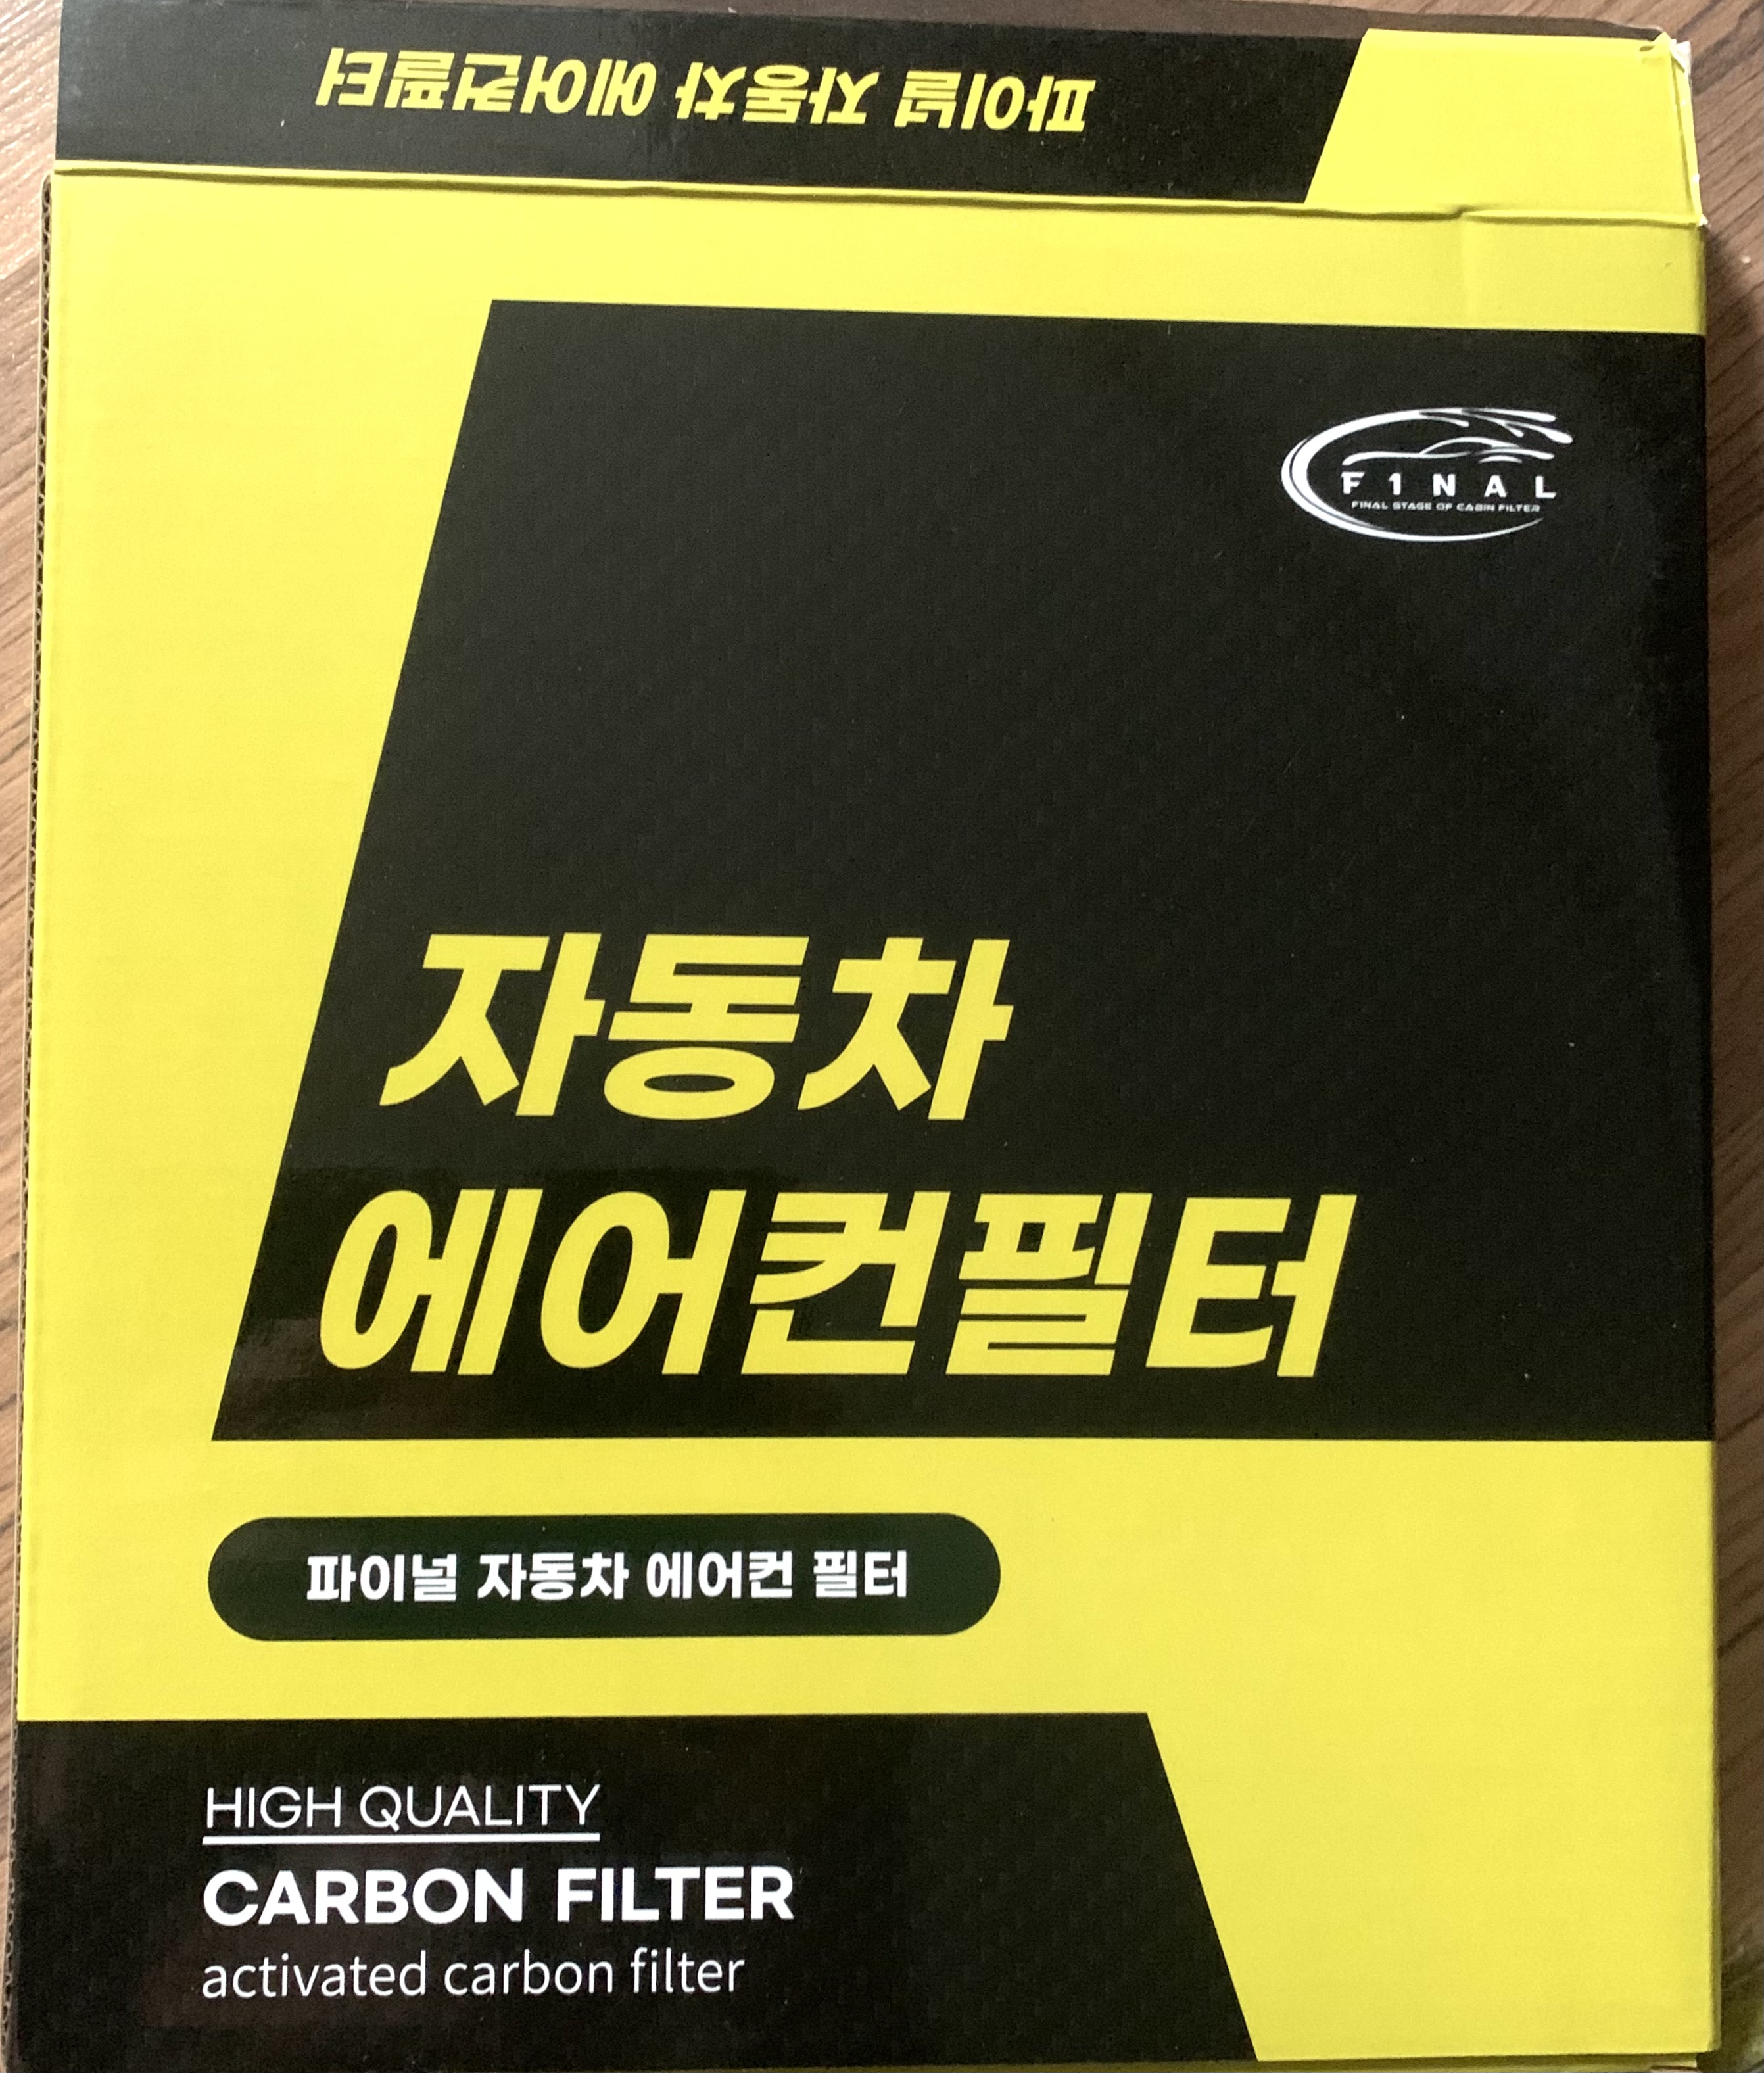 파이널 자동차 에어컨필터
F1NAL
FINAL STAGE OF CABIN FILTER
자동차
에어컨필터
파이널 자동차 에어컨 필터
HIGH QUALITY
CARBON FILTER
activated carbon filter